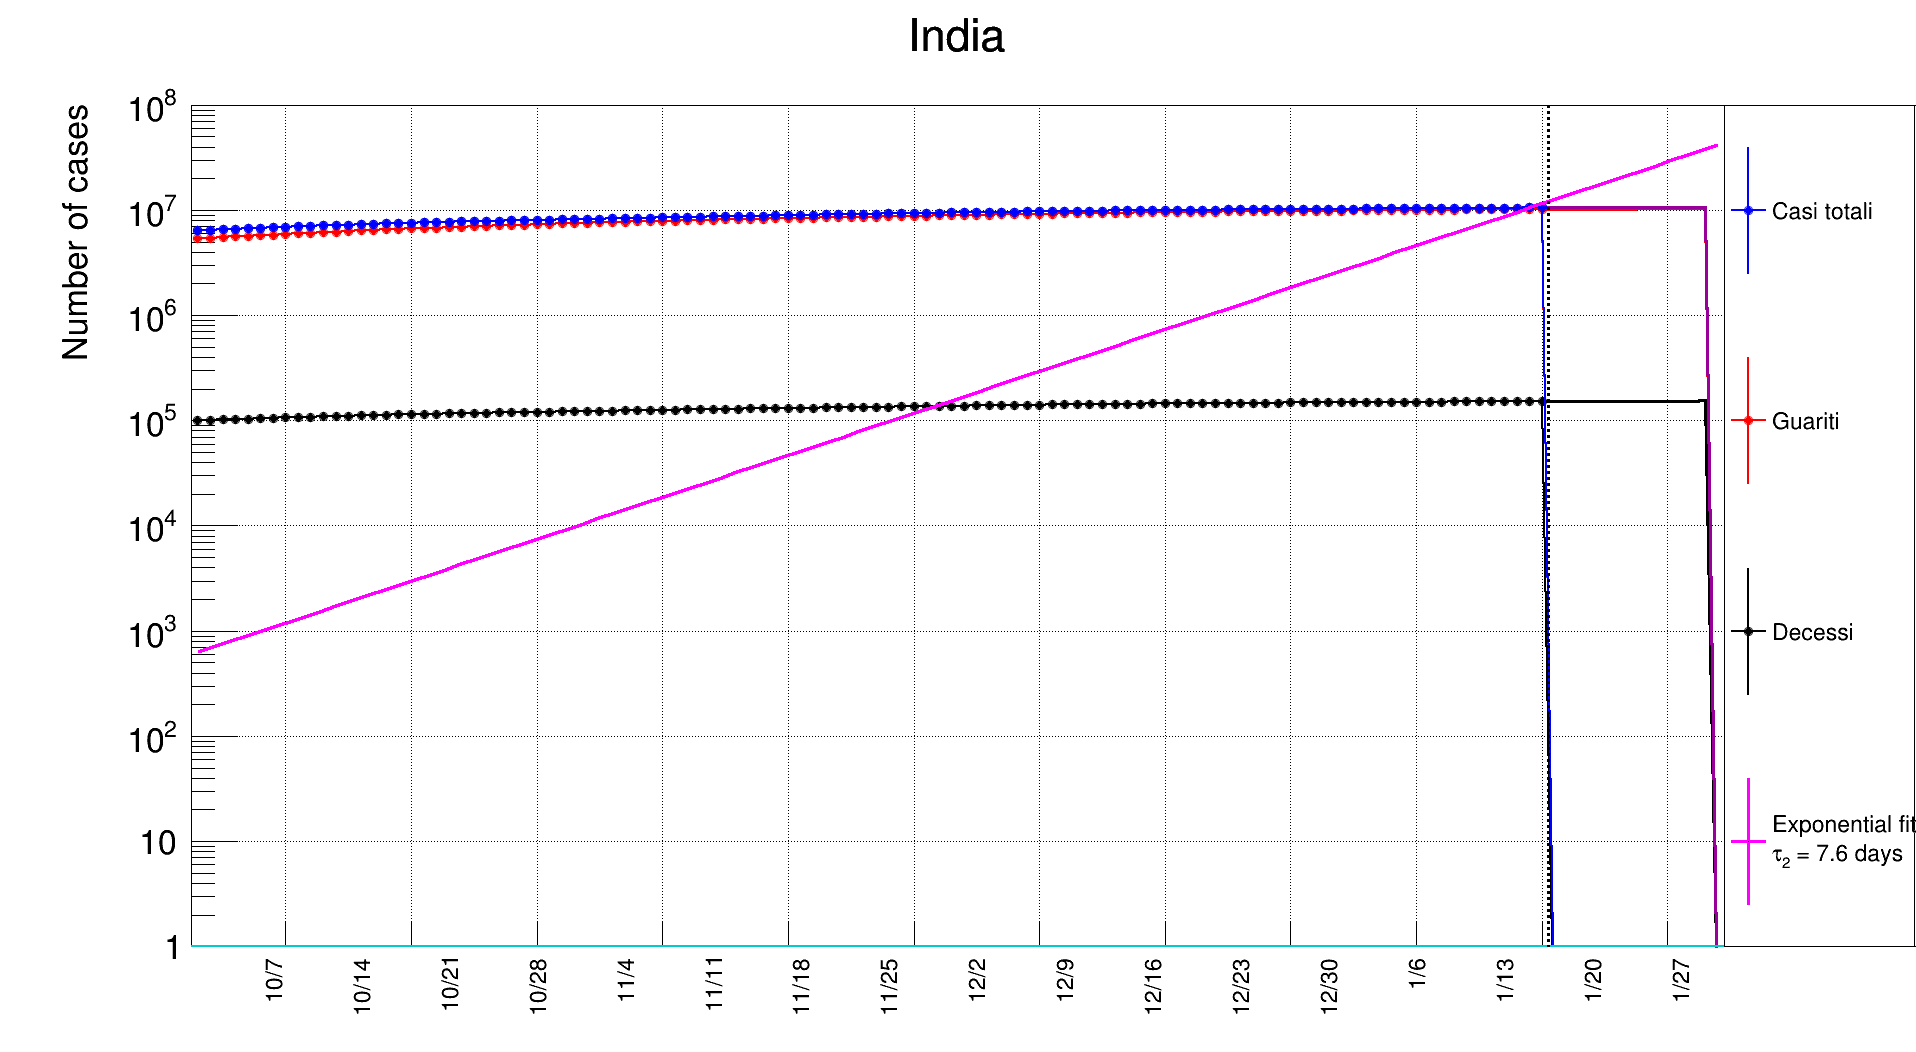 India
Number of cases
10^8
10^7
10^6
10^5
10^4
10^3
10^2
10
1
10/7 10/14 10/21 10/28 11/4 11/11 11/18 11/25 12/2 12/9 12/16 12/23 12/30 1/6 1/13 1/20 1/27
Casi totali
Guariti
Decessi
Exponential fit
τ₂ = 7.6 days